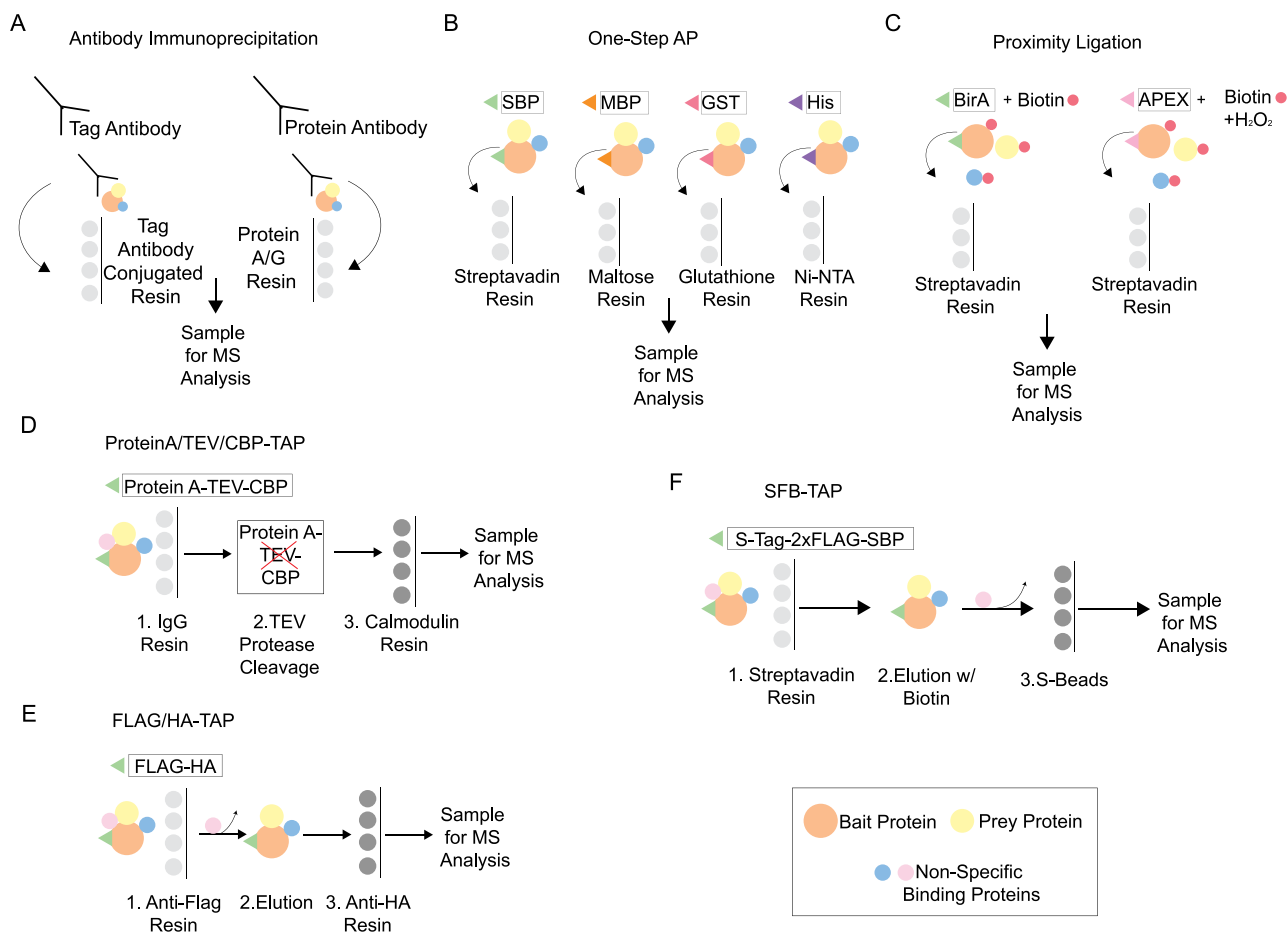 A
Antibody Immunoprecipitation
Tag Antibody
Protein Antibody
Tag
Antibody
Conjugated
Resin
Protein
A/G
Resin
Sample
for MS
Analysis
B
One-Step AP
SBP
MBP
GST
His
Streptavadin
Resin
Maltose
Resin
Glutathione
Resin
Ni-NTA
Resin
Sample
for MS
Analysis
C
Proximity Ligation
BirA + Biotin
APEX +
Biotin
+H₂O₂
Streptavadin
Resin
Streptavadin
Resin
Sample
for MS
Analysis
D
ProteinA/TEV/CBP-TAP
Protein A-TEV-CBP
Protein A-
TEV-
CBP
1. IgG
Resin
2.TEV
Protease
Cleavage
3. Calmodulin
Resin
Sample
for MS
Analysis
E
FLAG/HA-TAP
FLAG-HA
1. Anti-Flag
Resin
2.Elution
3. Anti-HA
Resin
Sample
for MS
Analysis
F
SFB-TAP
S-Tag-2xFLAG-SBP
1. Streptavadin
Resin
2.Elution w/
Biotin
3.S-Beads
Sample
for MS
Analysis
Bait Protein
Prey Protein
Non-Specific
Binding Proteins